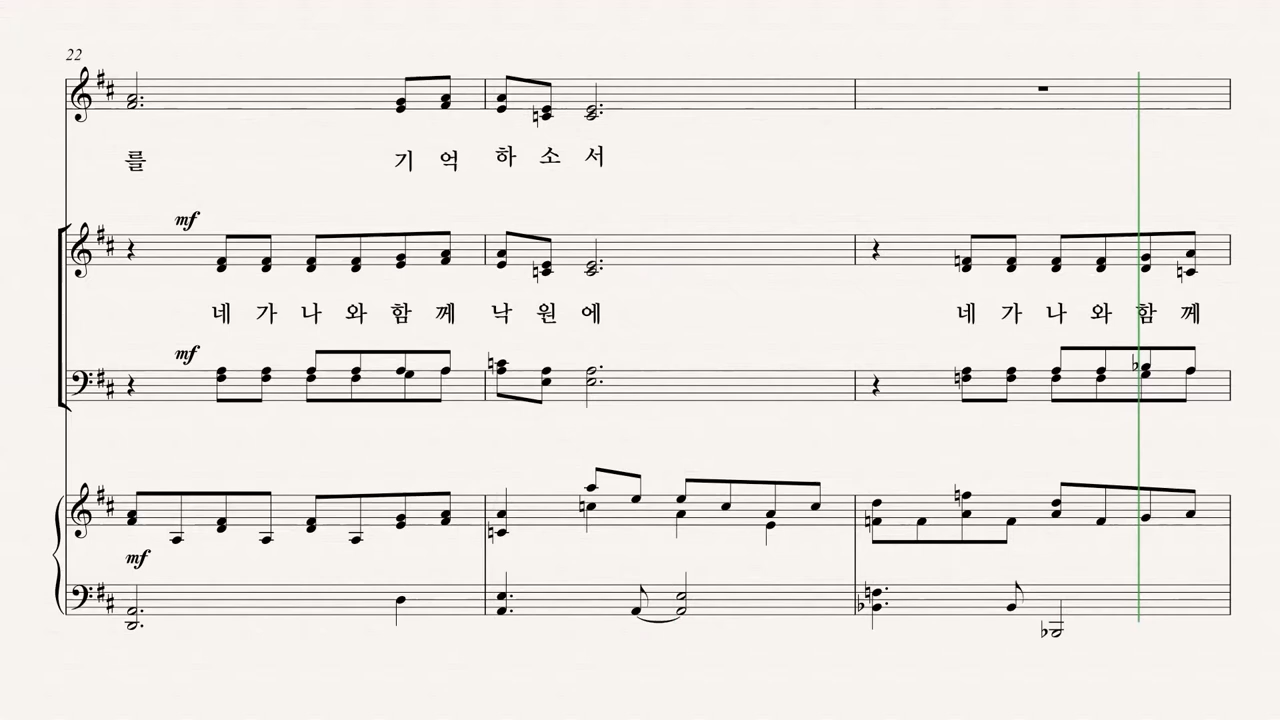 22
를 기 억 하 소 서
mf
네 가 나 와 함 께 낙 원 에 네 가 나 와 함 께
mf
mf